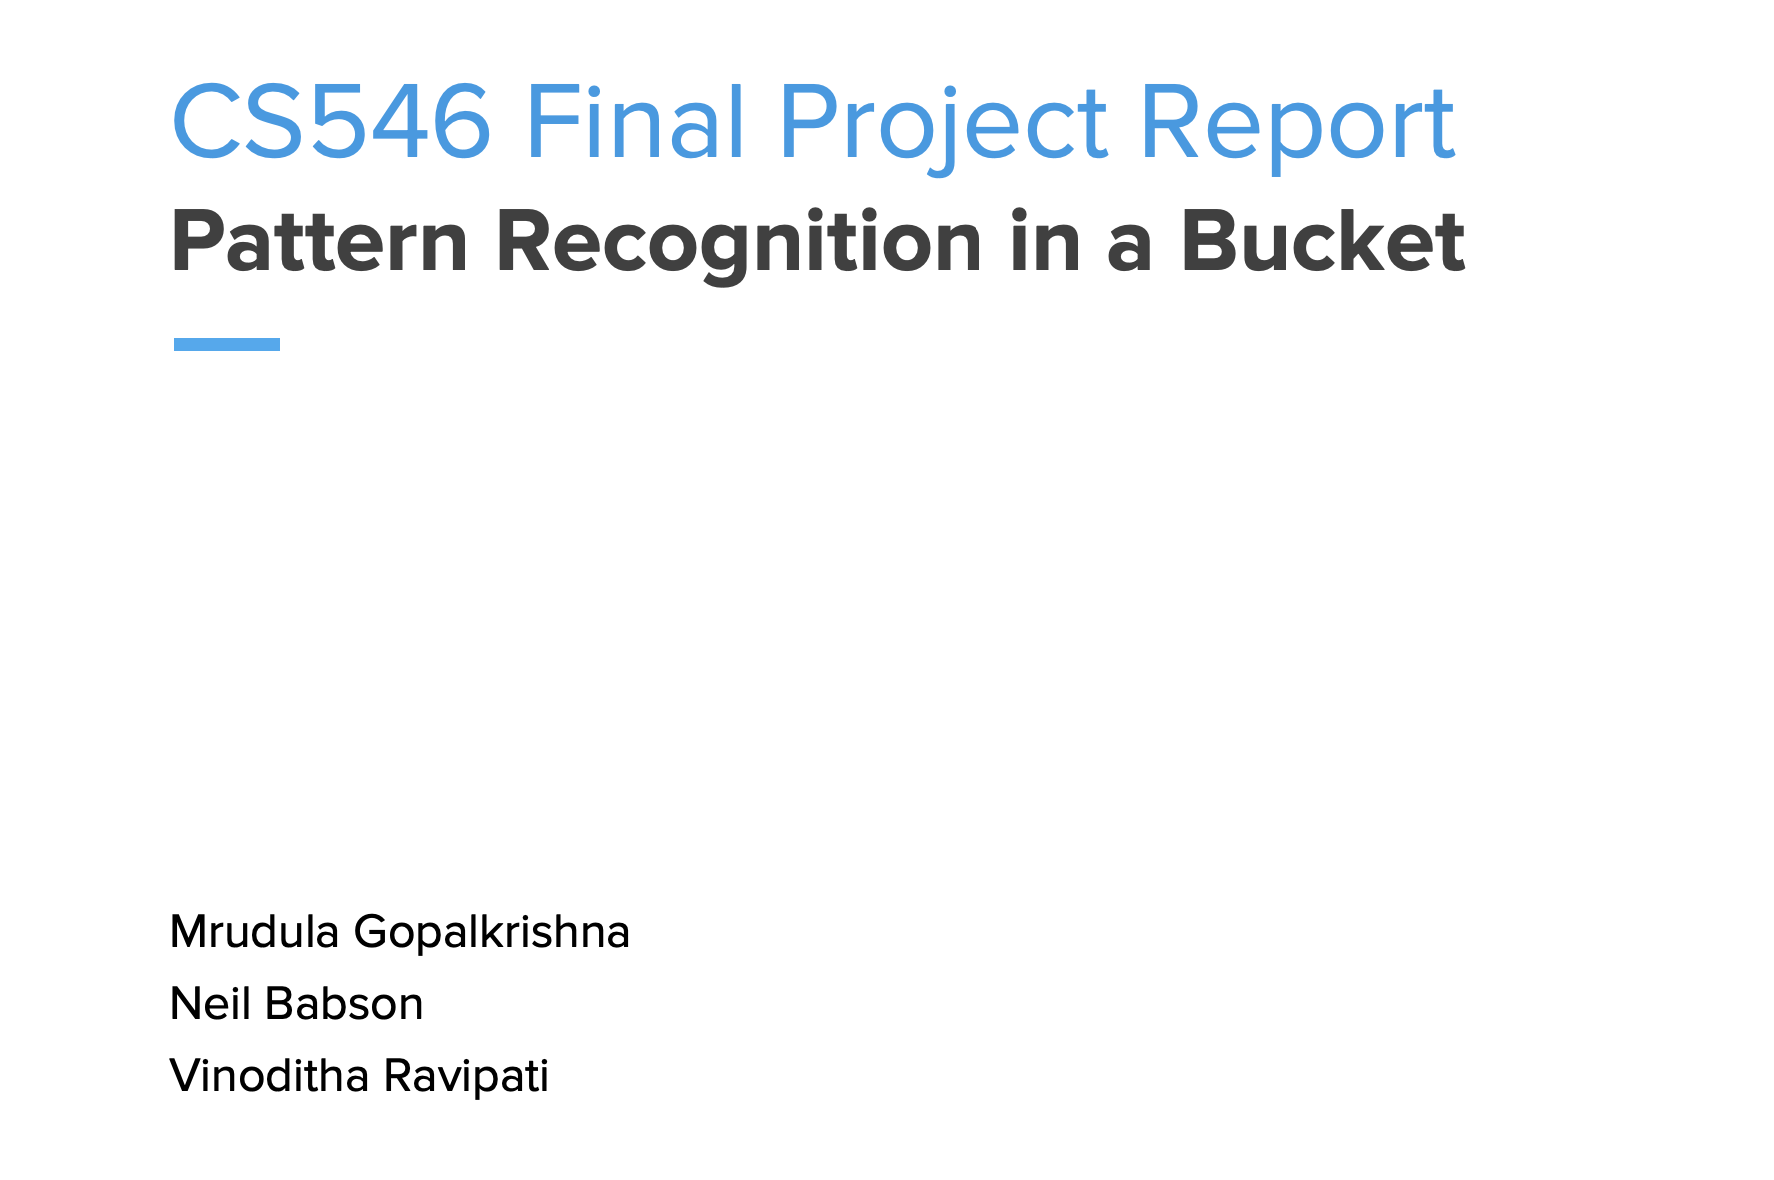 CS546 Final Project Report
Pattern Recognition in a Bucket
Mrudula Gopalkrishna
Neil Babson
Vinoditha Ravipati